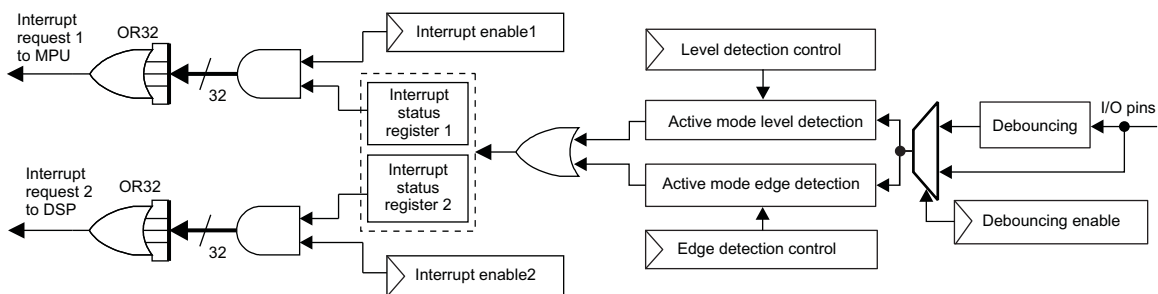 Interrupt
request 1
to MPU
OR32
32
Interrupt enable1
Interrupt
status
register 1
Level detection control
Active mode level detection
Debouncing
I/O pins
Interrupt
request 2
to DSP
OR32
32
Interrupt
status
register 2
Active mode edge detection
Debouncing enable
Interrupt enable2
Edge detection control